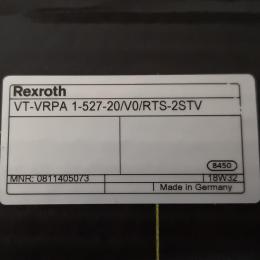 Rexroth
VT-VRPA 1-527-20/V0/RTS-2STV
8450
MNR: 0811405073 18W32
Made in Germany